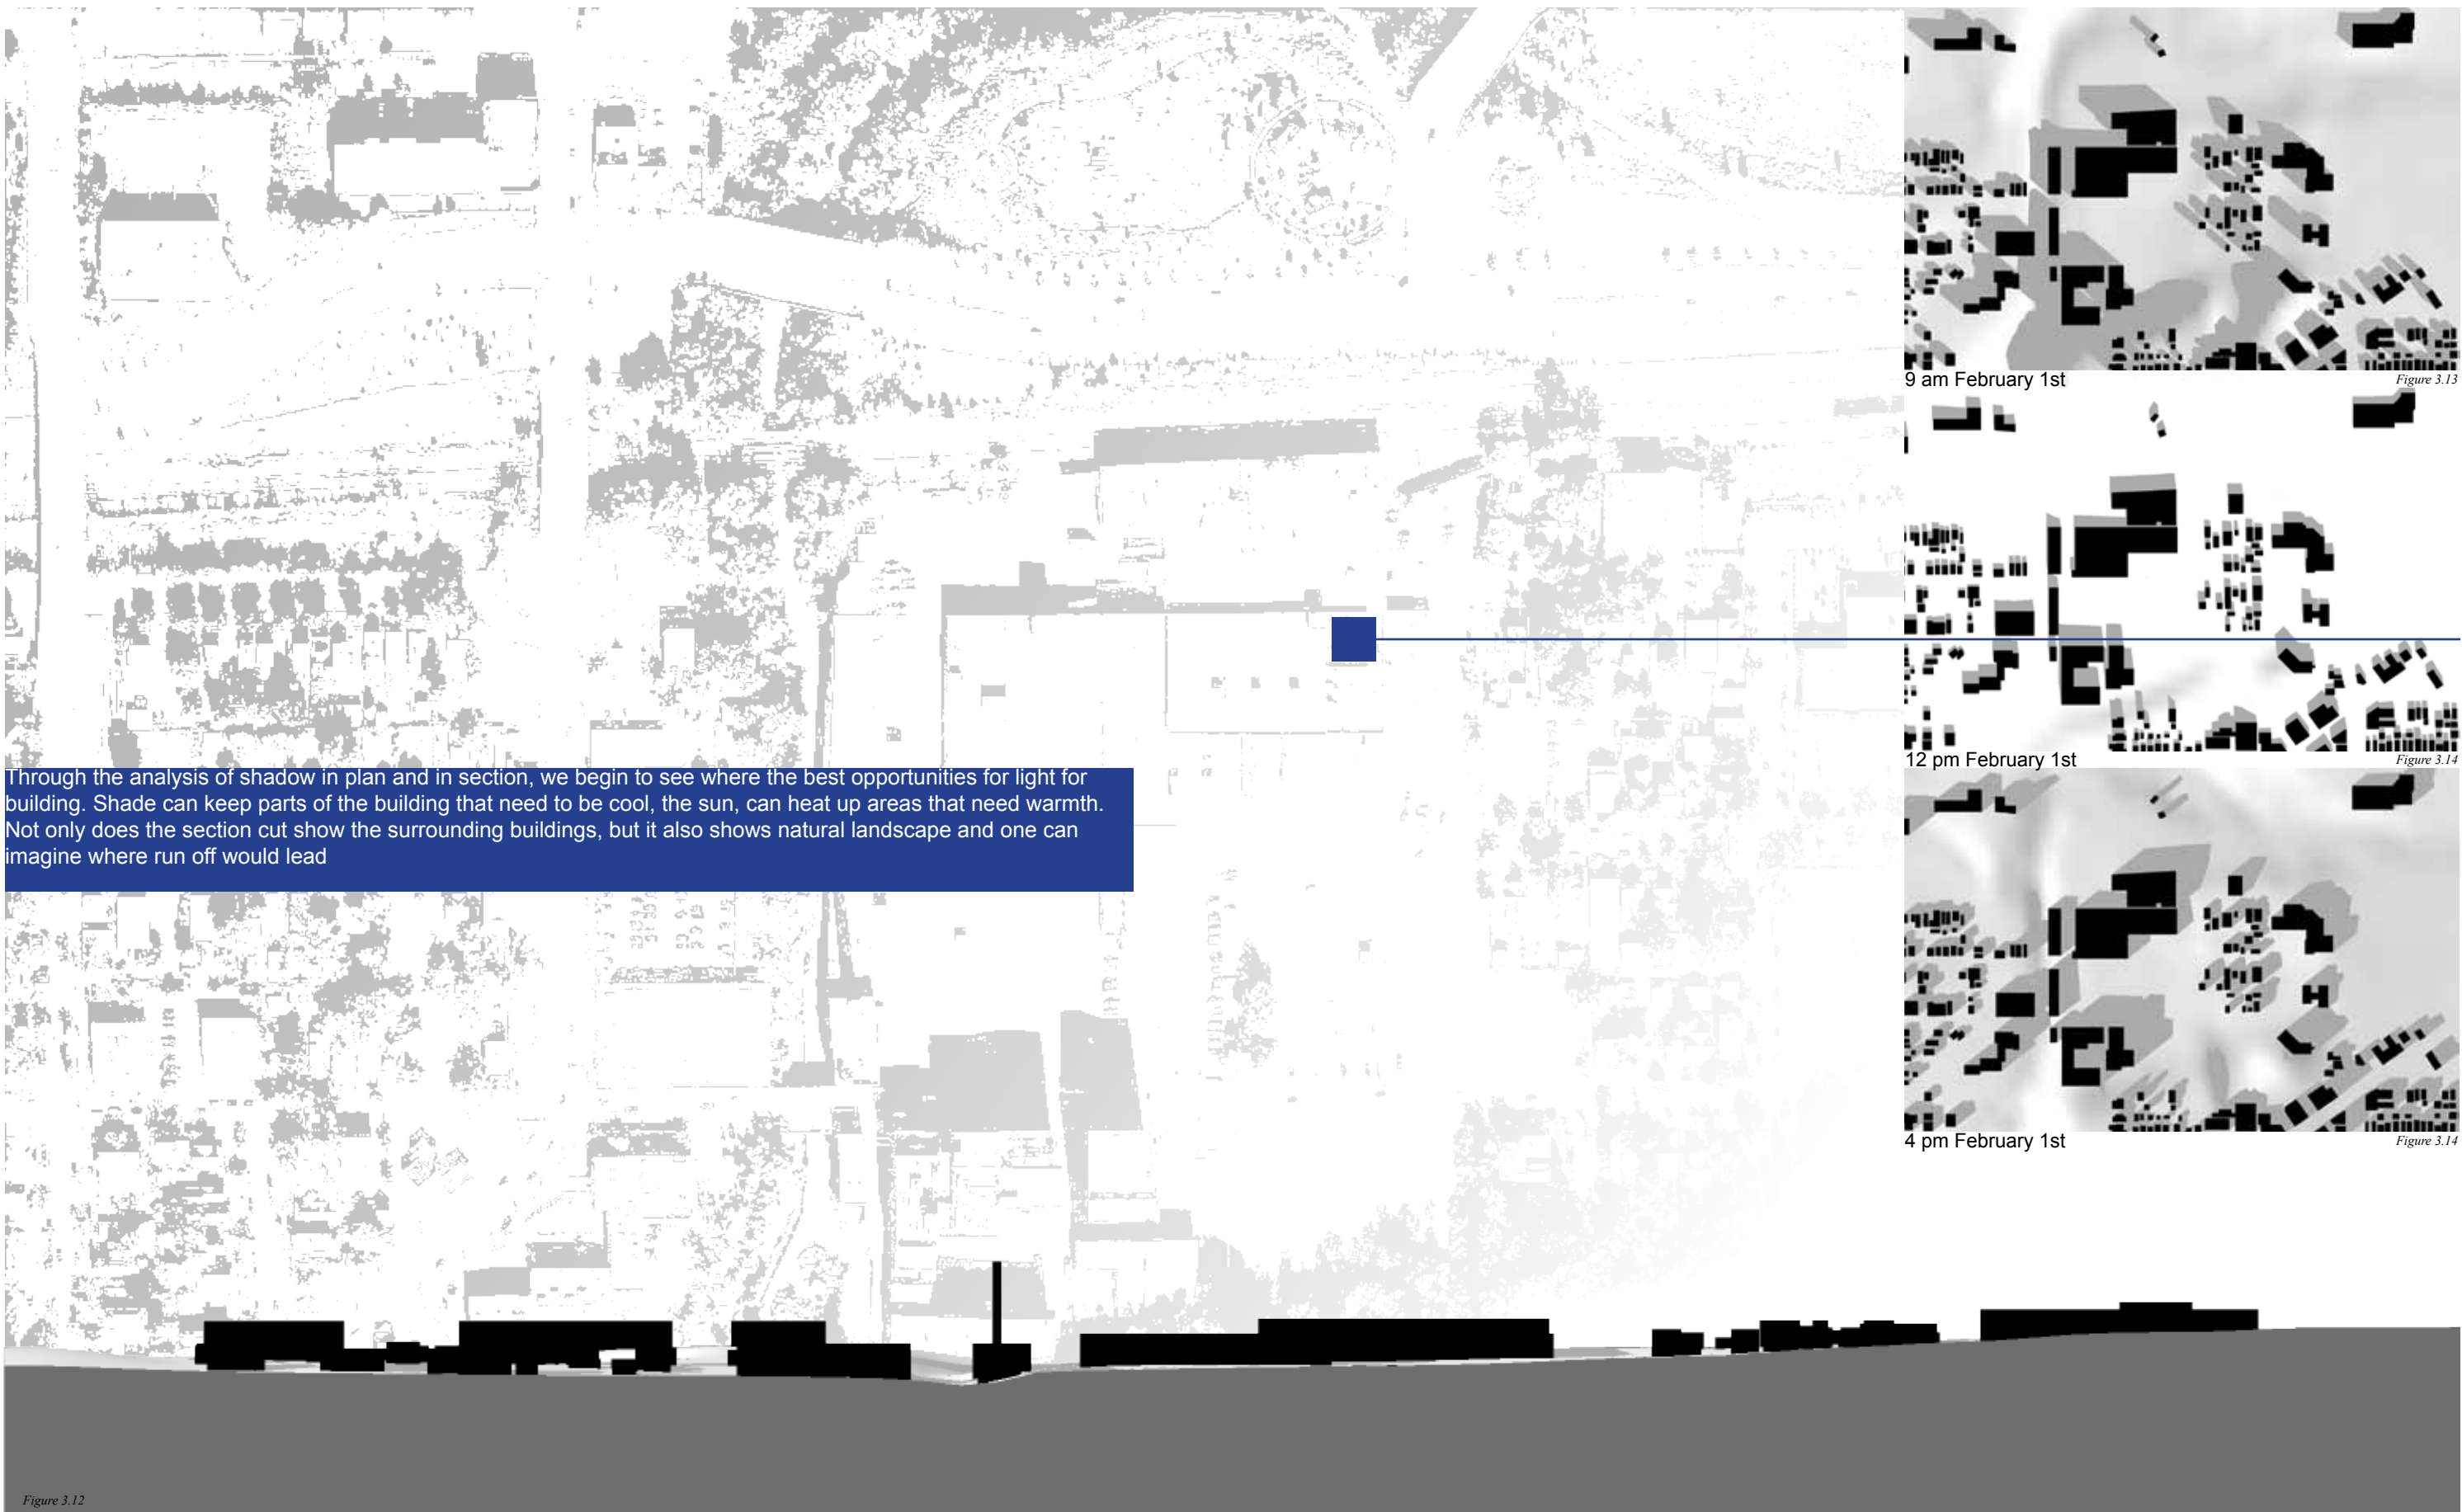 9 am February 1st
Figure 3.13
12 pm February 1st
Figure 3.14
Through the analysis of shadow in plan and in section, we begin to see where the best opportunities for light for
building. Shade can keep parts of the building that need to be cool, the sun, can heat up areas that need warmth.
Not only does the section cut show the surrounding buildings, but it also shows natural landscape and one can
imagine where run off would lead
4 pm February 1st
Figure 3.14
Figure 3.12